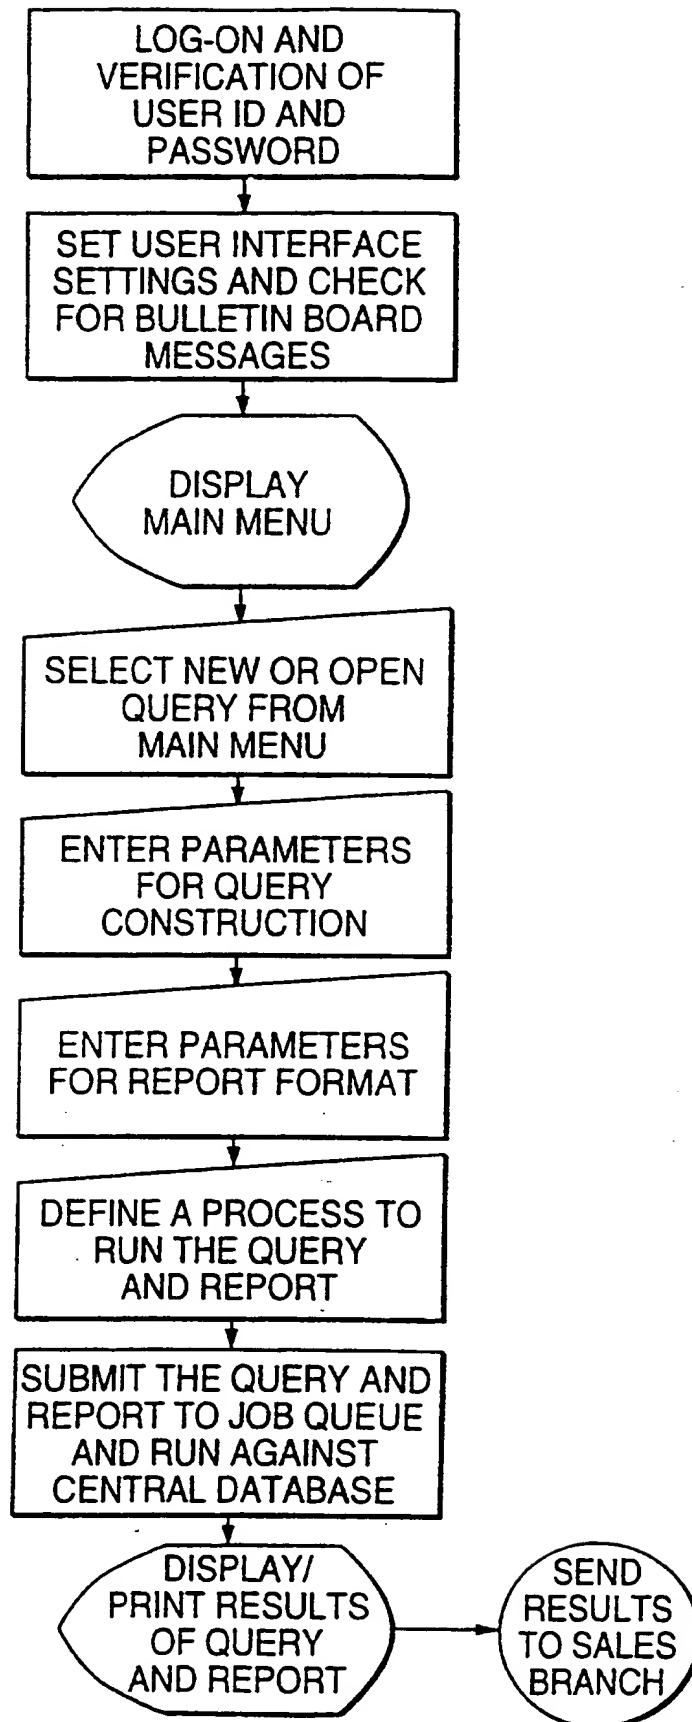 LOG-ON AND
VERIFICATION OF
USER ID AND
PASSWORD
SET USER INTERFACE
SETTINGS AND CHECK
FOR BULLETIN BOARD
MESSAGES
DISPLAY
MAIN MENU
SELECT NEW OR OPEN
QUERY FROM
MAIN MENU
ENTER PARAMETERS
FOR QUERY
CONSTRUCTION
ENTER PARAMETERS
FOR REPORT FORMAT
DEFINE A PROCESS TO
RUN THE QUERY
AND REPORT
SUBMIT THE QUERY AND
REPORT TO JOB QUEUE
AND RUN AGAINST
CENTRAL DATABASE
DISPLAY/
PRINT RESULTS
OF QUERY
AND REPORT
SEND
RESULTS
TO SALES
BRANCH